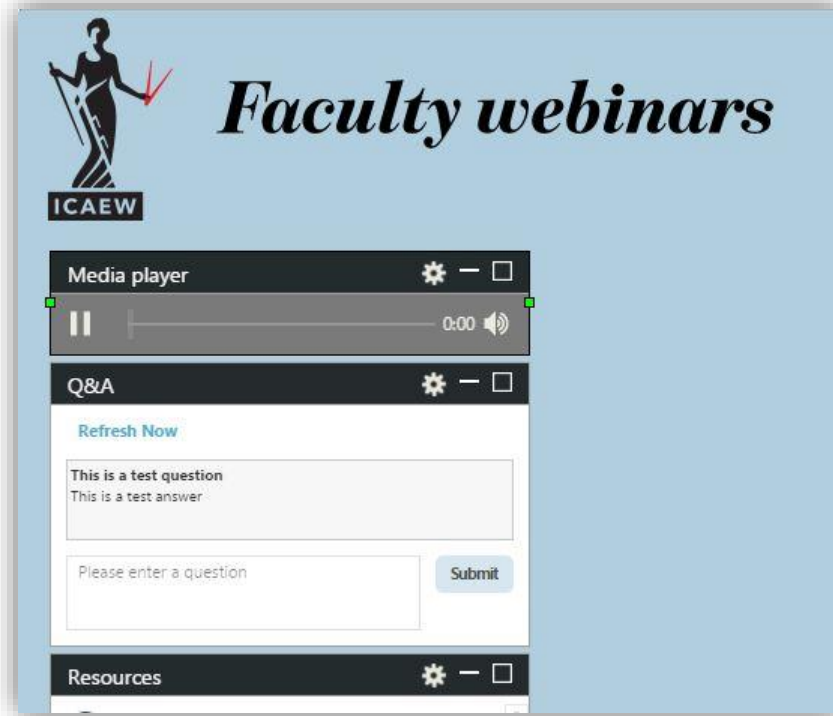 Faculty webinars
ICAEW
Media player
0:00
Q&A
Refresh Now
This is a test question
This is a test answer
Please enter a question
Submit
Resources